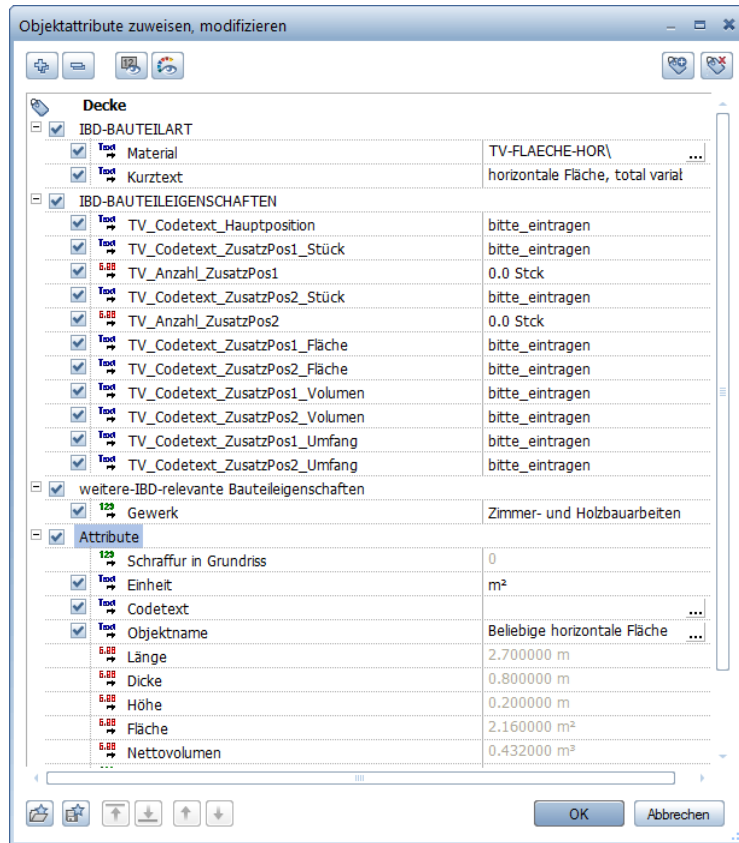 Objektattribute zuweisen, modifizieren
Decke
IBD-BAUTEILART
Material TV-FLAECHE-HOR\ ...
Kurztext horizontale Fläche, total variab
IBD-BAUTEILEIGENSCHAFTEN
TV_Codetext_Hauptposition bitte_eintragen
TV_Codetext_ZusatzPos1_Stück bitte_eintragen
TV_Anzahl_ZusatzPos1 0.0 Stck
TV_Codetext_ZusatzPos2_Stück bitte_eintragen
TV_Anzahl_ZusatzPos2 0.0 Stck
TV_Codetext_ZusatzPos1_Fläche bitte_eintragen
TV_Codetext_ZusatzPos2_Fläche bitte_eintragen
TV_Codetext_ZusatzPos1_Volumen bitte_eintragen
TV_Codetext_ZusatzPos2_Volumen bitte_eintragen
TV_Codetext_ZusatzPos1_Umfang bitte_eintragen
TV_Codetext_ZusatzPos2_Umfang bitte_eintragen
weitere-IBD-relevante Bauteileigenschaften
Gewerk Zimmer- und Holzbauarbeiten
Attribute
Schraffur in Grundriss 0
Einheit m²
Codetext ...
Objektname Beliebige horizontale Fläche ...
Länge 2.700000 m
Dicke 0.800000 m
Höhe 0.200000 m
Fläche 2.160000 m²
Nettovolumen 0.432000 m³
OK Abbrechen